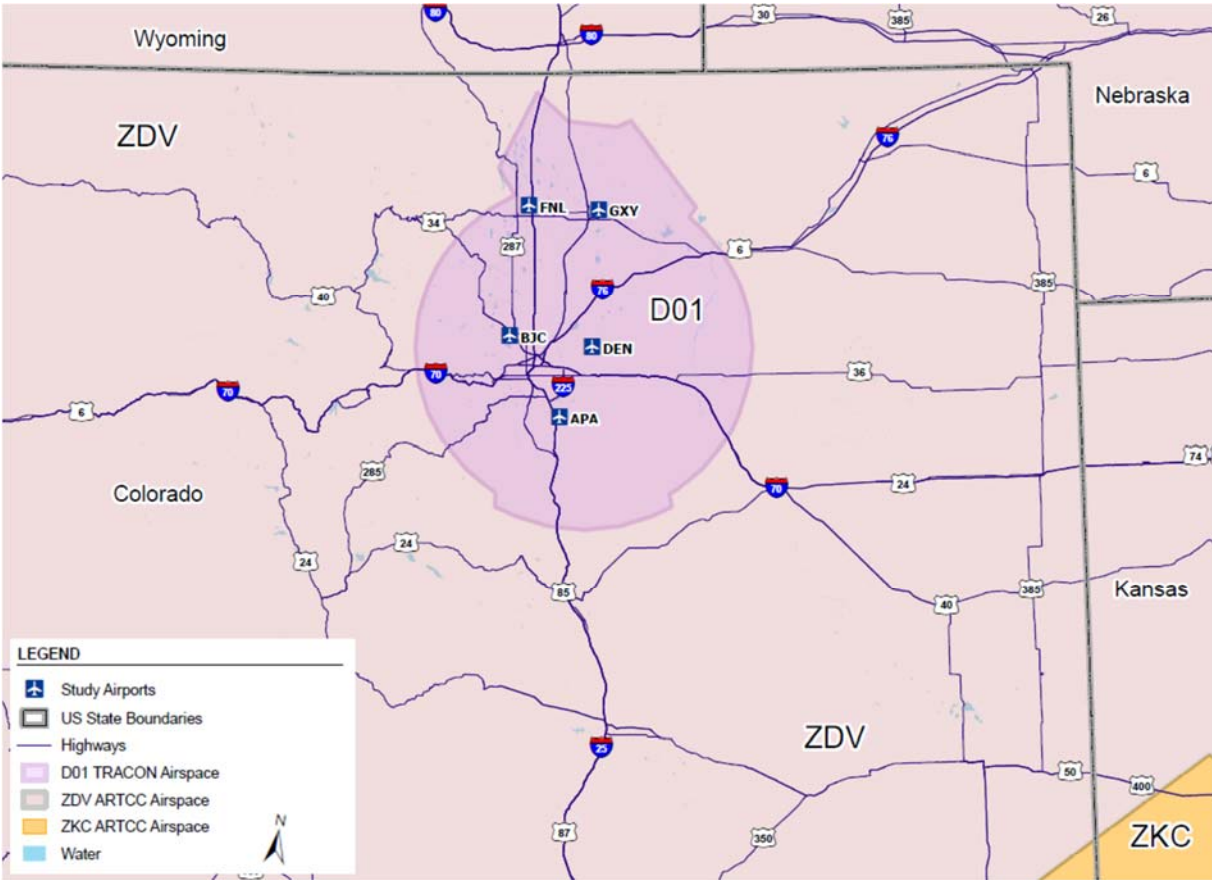 80
30
385
26
Wyoming
80
Nebraska
ZDV
76
6
FNL
GXY
34
287
6
385
40
76
D01
BJC
DEN
70
225
36
70
6
APA
74
285
24
70
Colorado
24
24
85
40
385
Kansas
LEGEND
Study Airports
US State Boundaries
Highways
D01 TRACON Airspace
ZDV ARTCC Airspace
ZKC ARTCC Airspace
Water
N
25
ZDV
50
400
87
350
ZKC